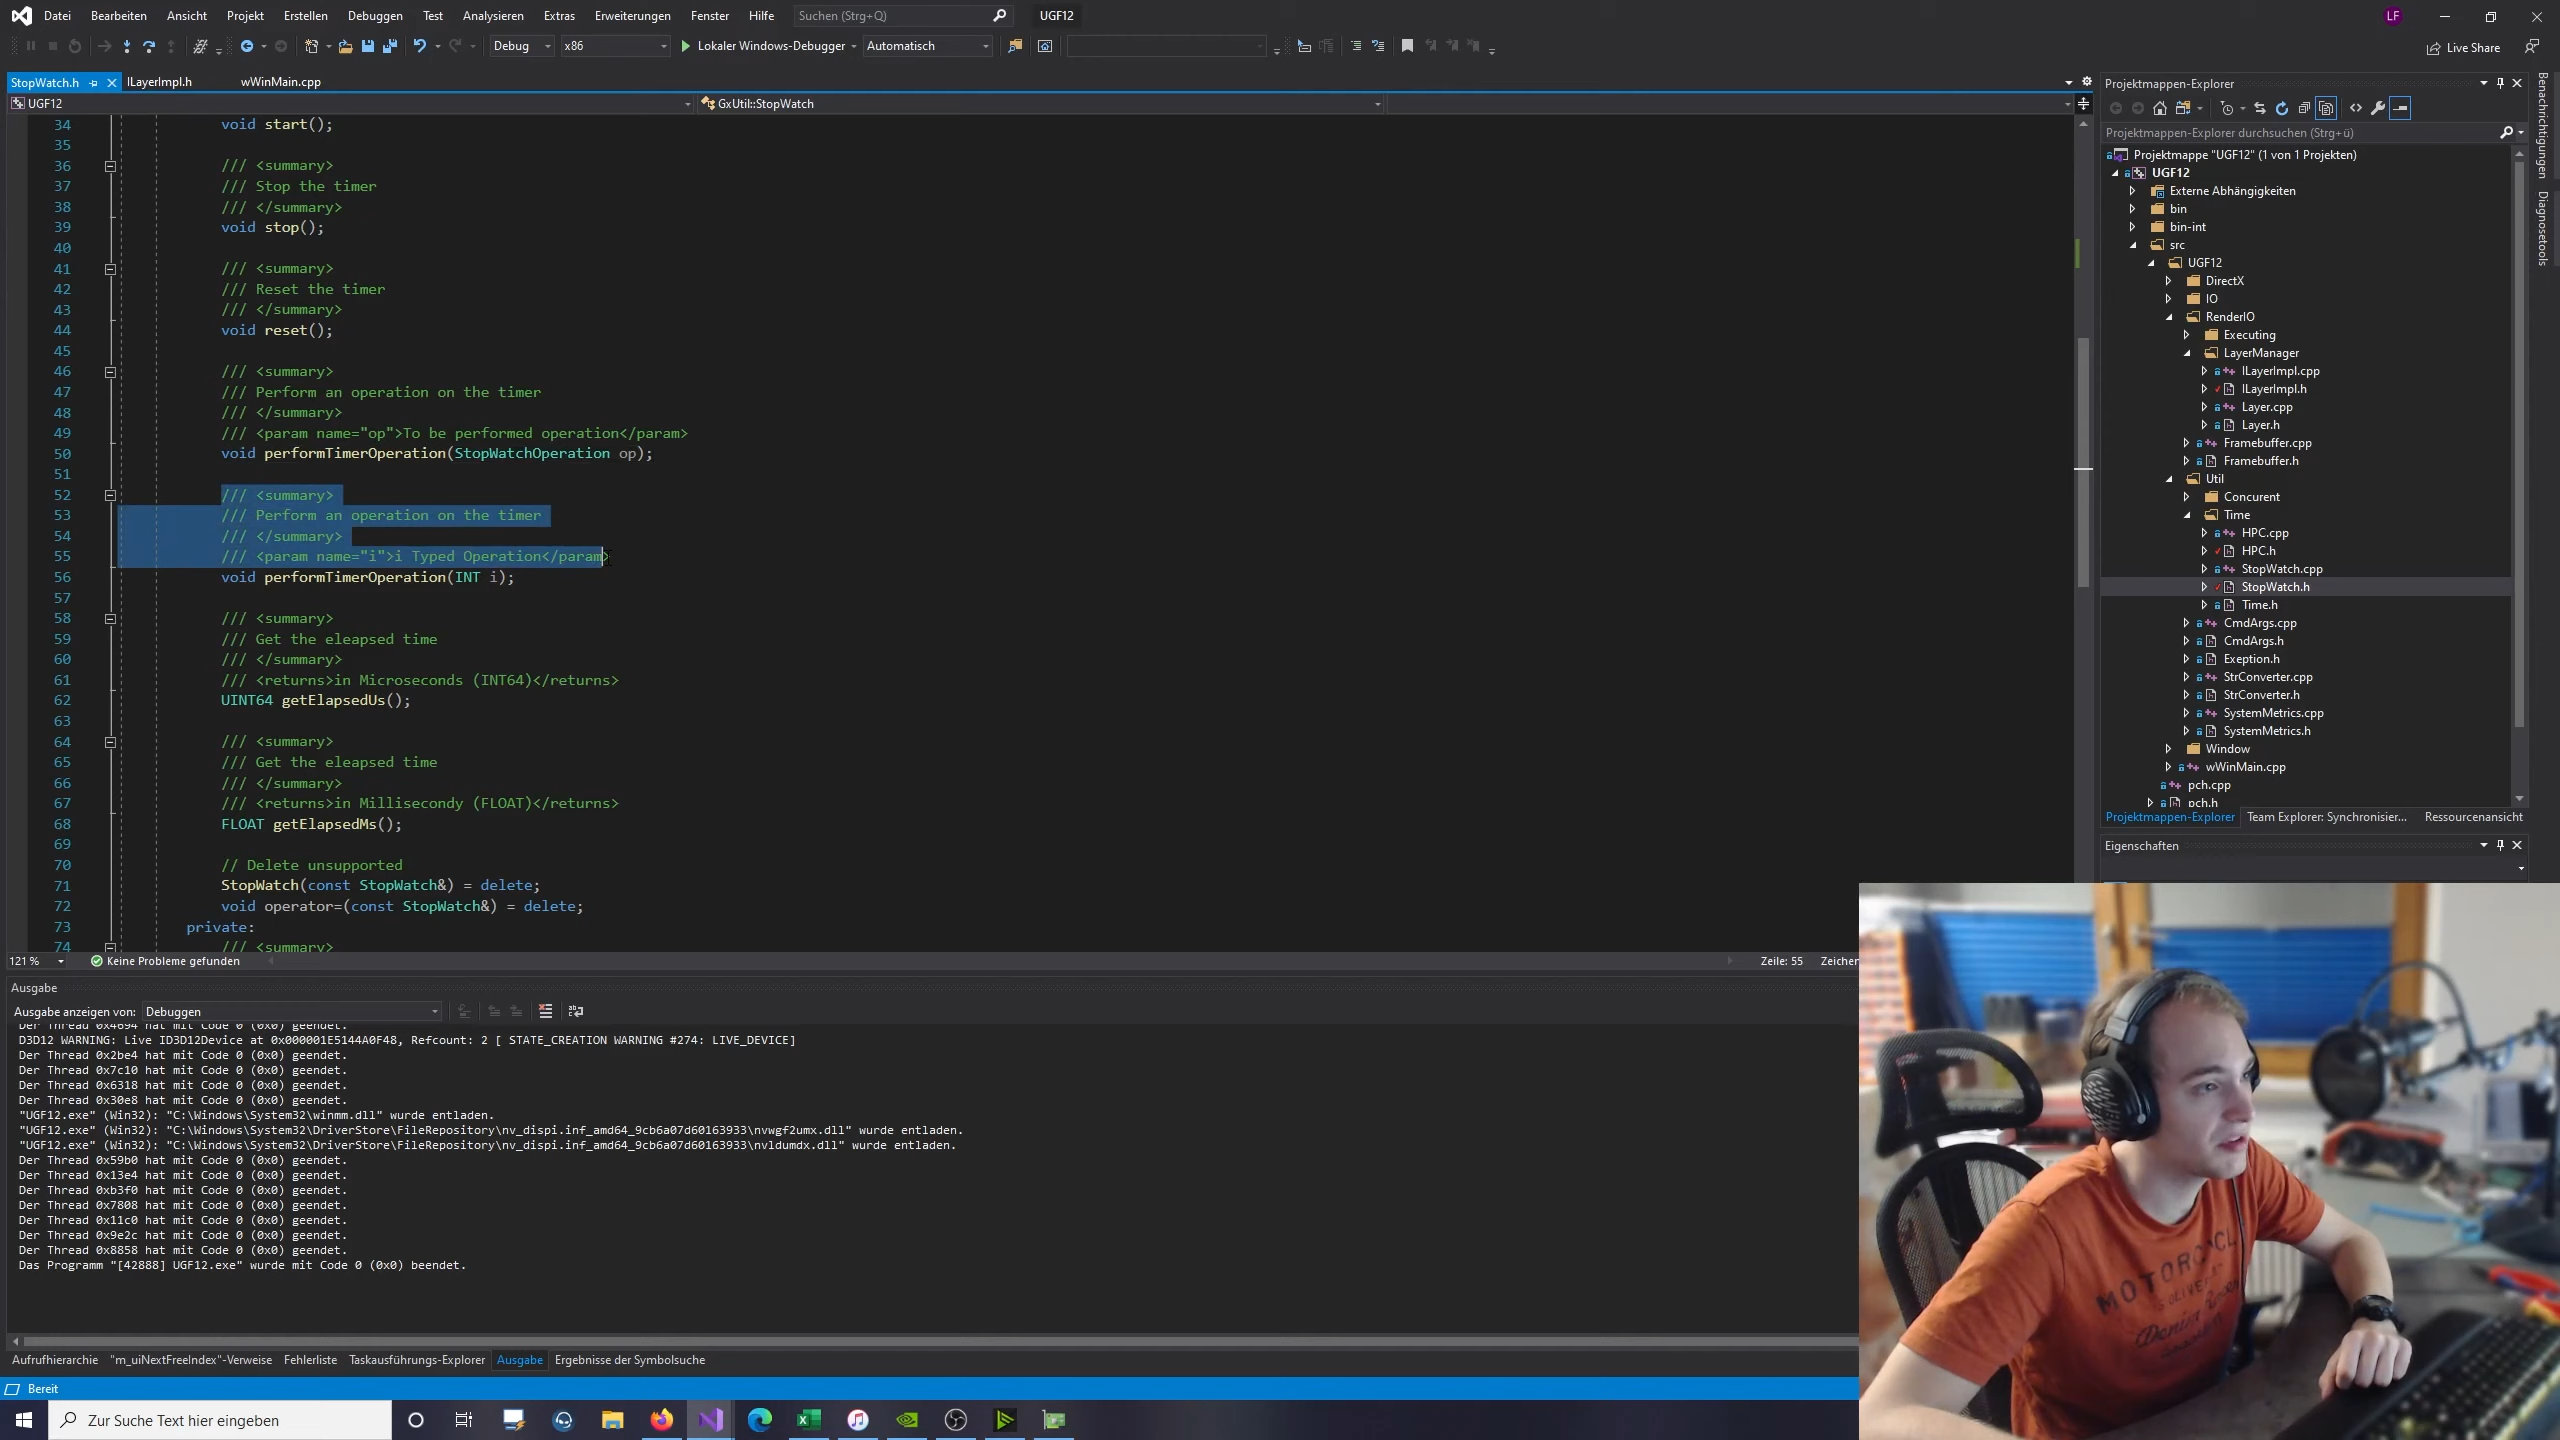 Datei Bearbeiten Ansicht Projekt Erstellen Debuggen Test Analysieren Extras Erweiterungen Fenster Hilfe Suchen (Strg+Q) UGF12 LF
Debug x86 Lokaler Windows-Debugger Automatisch Live Share
StopWatch.h ILayerImpl.h wWinMain.cpp
UGF12 GxUtil::StopWatch
34 void start();
35
36 /// <summary>
37 /// Stop the timer
38 /// </summary>
39 void stop();
40
41 /// <summary>
42 /// Reset the timer
43 /// </summary>
44 void reset();
45
46 /// <summary>
47 /// Perform an operation on the timer
48 /// </summary>
49 /// <param name="op">To be performed operation</param>
50 void performTimerOperation(StopWatchOperation op);
51
52 /// <summary>
53 /// Perform an operation on the timer
54 /// </summary>
55 /// <param name="i">i Typed Operation</param>
56 void performTimerOperation(INT i);
57
58 /// <summary>
59 /// Get the eleapsed time
60 /// </summary>
61 /// <returns>in Microseconds (INT64)</returns>
62 UINT64 getElapsedUs();
63
64 /// <summary>
65 /// Get the eleapsed time
66 /// </summary>
67 /// <returns>in Millisecondy (FLOAT)</returns>
68 FLOAT getElapsedMs();
69
70 // Delete unsupported
71 StopWatch(const StopWatch&) = delete;
72 void operator=(const StopWatch&) = delete;
73 private:
74 /// <summary>
121 % Keine Probleme gefunden Zeile: 55 Zeichen
Ausgabe
Ausgabe anzeigen von: Debuggen
Der Thread 0x4694 hat mit Code 0 (0x0) geendet.
D3D12 WARNING: Live ID3D12Device at 0x000001E5144A0F48, Refcount: 2 [ STATE_CREATION WARNING #274: LIVE_DEVICE]
Der Thread 0x2be4 hat mit Code 0 (0x0) geendet.
Der Thread 0x7c10 hat mit Code 0 (0x0) geendet.
Der Thread 0x6318 hat mit Code 0 (0x0) geendet.
Der Thread 0x30e8 hat mit Code 0 (0x0) geendet.
"UGF12.exe" (Win32): "C:\Windows\System32\winmm.dll" wurde entladen.
"UGF12.exe" (Win32): "C:\Windows\System32\DriverStore\FileRepository\nv_dispi.inf_amd64_9cb6a07d60163933\nvwgf2umx.dll" wurde entladen.
"UGF12.exe" (Win32): "C:\Windows\System32\DriverStore\FileRepository\nv_dispi.inf_amd64_9cb6a07d60163933\nvldumdx.dll" wurde entladen.
Der Thread 0x59b0 hat mit Code 0 (0x0) geendet.
Der Thread 0x13e4 hat mit Code 0 (0x0) geendet.
Der Thread 0xb3f0 hat mit Code 0 (0x0) geendet.
Der Thread 0x7808 hat mit Code 0 (0x0) geendet.
Der Thread 0x11c0 hat mit Code 0 (0x0) geendet.
Der Thread 0x9e2c hat mit Code 0 (0x0) geendet.
Der Thread 0x8858 hat mit Code 0 (0x0) geendet.
Das Programm "[42888] UGF12.exe" wurde mit Code 0 (0x0) beendet.
Aufrufhierarchie "m_uiNextFreeIndex"-Verweise Fehlerliste Taskausführungs-Explorer Ausgabe Ergebnisse der Symbolsuche
Bereit
Zur Suche Text hier eingeben
Projektmappen-Explorer
Projektmappen-Explorer durchsuchen (Strg+ü)
Projektmappe "UGF12" (1 von 1 Projekten)
UGF12
Externe Abhängigkeiten
bin
bin-int
src
UGF12
DirectX
IO
RenderIO
Executing
LayerManager
ILayerImpl.cpp
ILayerImpl.h
Layer.cpp
Layer.h
Framebuffer.cpp
Framebuffer.h
Util
Concurent
Time
HPC.cpp
HPC.h
StopWatch.cpp
StopWatch.h
Time.h
CmdArgs.cpp
CmdArgs.h
Exeption.h
StrConverter.cpp
StrConverter.h
SystemMetrics.cpp
SystemMetrics.h
Window
wWinMain.cpp
pch.cpp
pch.h
Projektmappen-Explorer Team Explorer: Synchronisier... Ressourcenansicht
Eigenschaften
Benachrichtigungen
Diagnosetools